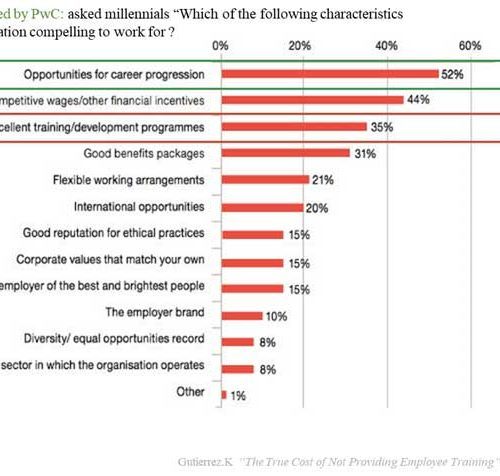 ed by PwC: asked millennials “Which of the following characteristics
ation compelling to work for ?
0% 20% 40% 60%
Opportunities for career progression 52%
mpetitive wages/other financial incentives 44%
cellent training/development programmes 35%
Good benefits packages 31%
Flexible working arrangements 21%
International opportunities 20%
Good reputation for ethical practices 15%
Corporate values that match your own 15%
employer of the best and brightest people 15%
The employer brand 10%
Diversity/ equal opportunities record 8%
sector in which the organisation operates 8%
Other 1%
Gutierrez.K "The True Cost of Not Providing Employee Training"